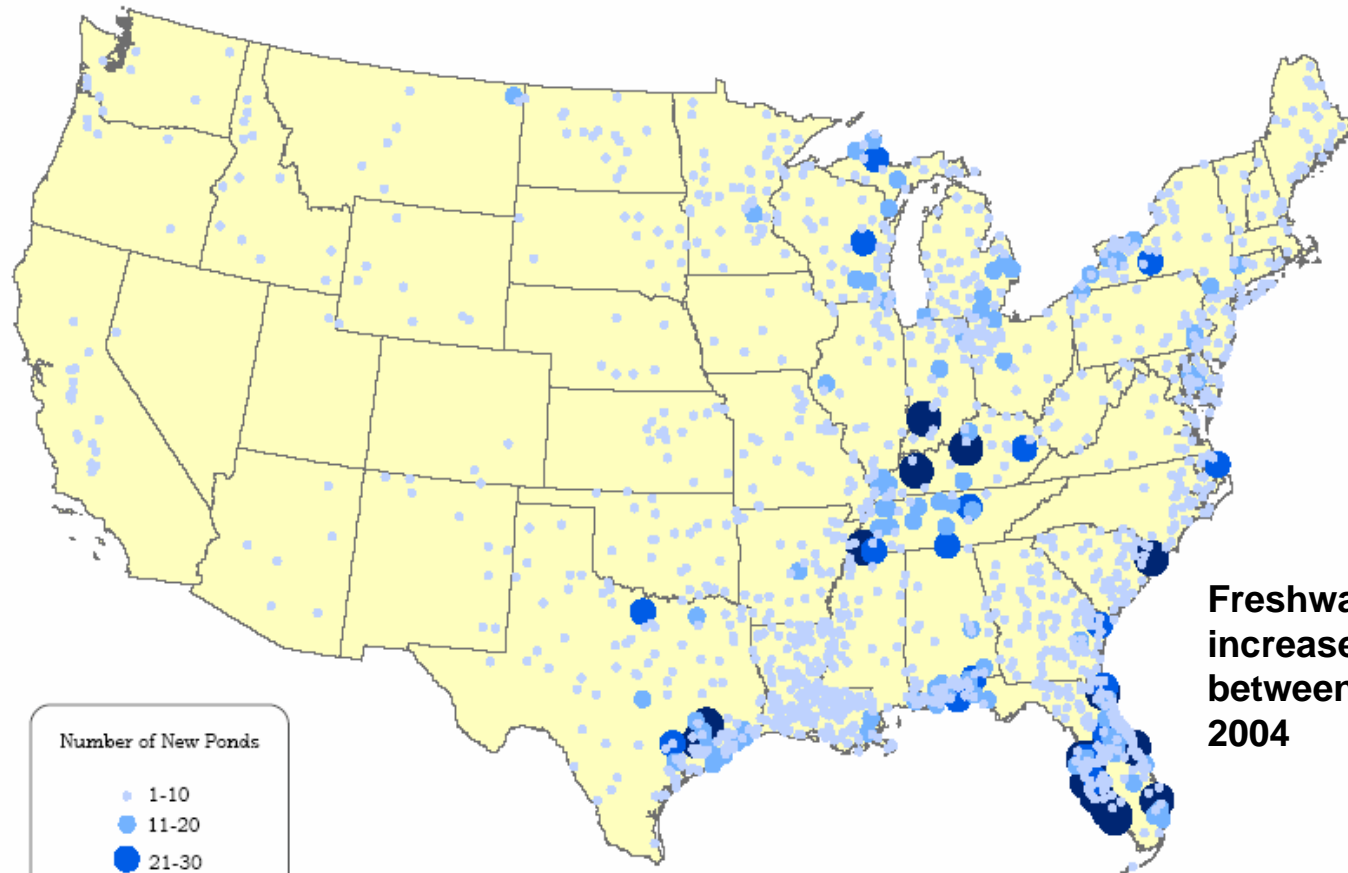 Freshwa
increase
between
2004
Number of New Ponds
1-10
11-20
21-30